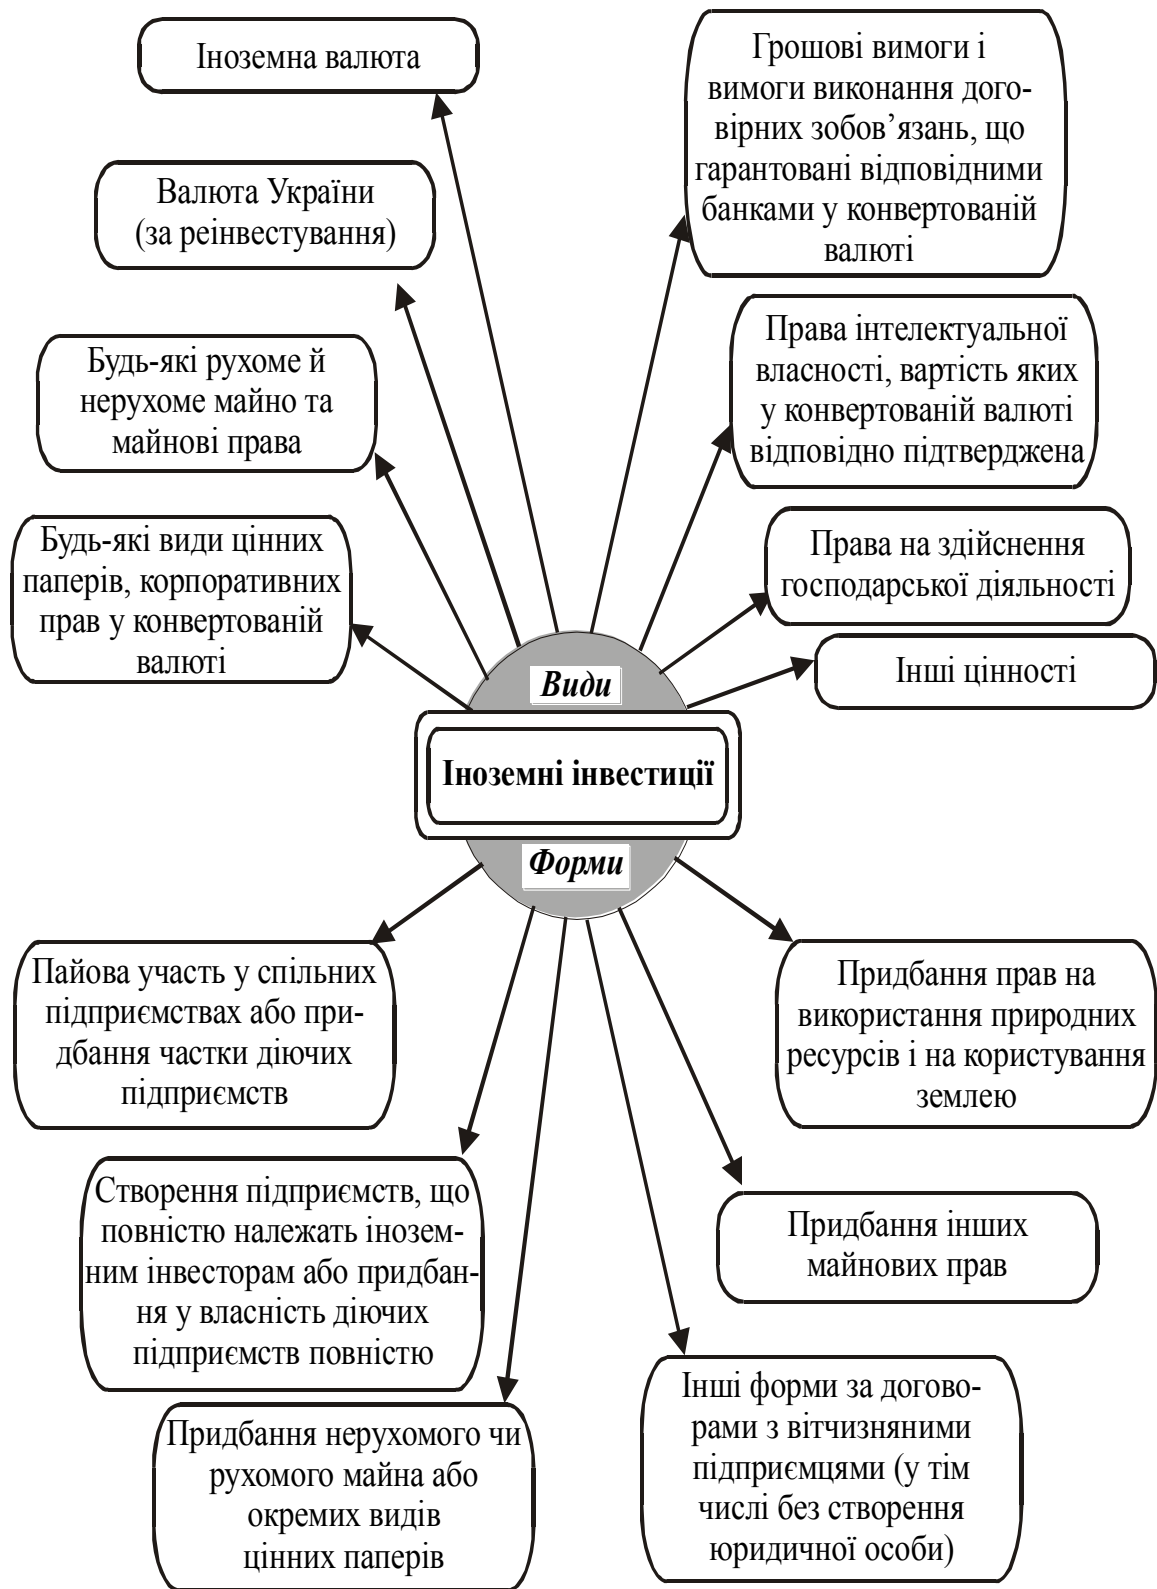 Іноземна валюта
Валюта України
(за реінвестування)
Будь-які рухоме й
нерухоме майно та
майнові права
Будь-які види цінних
паперів, корпоративних
прав у конвертованій
валюті
Грошові вимоги і
вимоги виконання дого-
вірних зобов’язань, що
гарантовані відповідними
банками у конвертованій
валюті
Права інтелектуальної
власності, вартість яких
у конвертованій валюті
відповідно підтверджена
Права на здійснення
господарської діяльності
Інші цінності
Види
Іноземні інвестиції
Форми
Пайова участь у спільних
підприємствах або при-
дбання частки діючих
підприємств
Створення підприємств, що
повністю належать інозем-
ним інвесторам або придбан-
ня у власність діючих
підприємств повністю
Придбання нерухомого чи
рухомого майна або
окремих видів
цінних паперів
Придбання прав на
використання природних
ресурсів і на користування
землею
Придбання інших
майнових прав
Інші форми за догово-
рами з вітчизняними
підприємцями (у тім
числі без створення
юридичної особи)